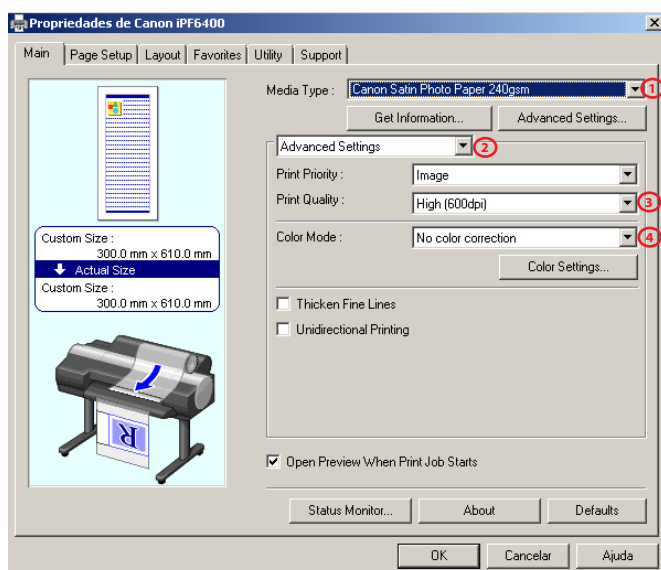 Propriedades de Canon iPF6400
Main Page Setup Layout Favorites Utility Support
Media Type : Canon Satin Photo Paper 240gsm 1
Get Information... Advanced Settings...
Advanced Settings 2
Print Priority : Image
Print Quality : High (600dpi) 3
Color Mode : No color correction 4
Color Settings...
Thicken Fine Lines
Unidirectional Printing
Custom Size :
300.0 mm x 610.0 mm
Actual Size
Custom Size :
300.0 mm x 610.0 mm
R
Open Preview When Print Job Starts
Status Monitor... About Defaults
OK Cancelar Ajuda